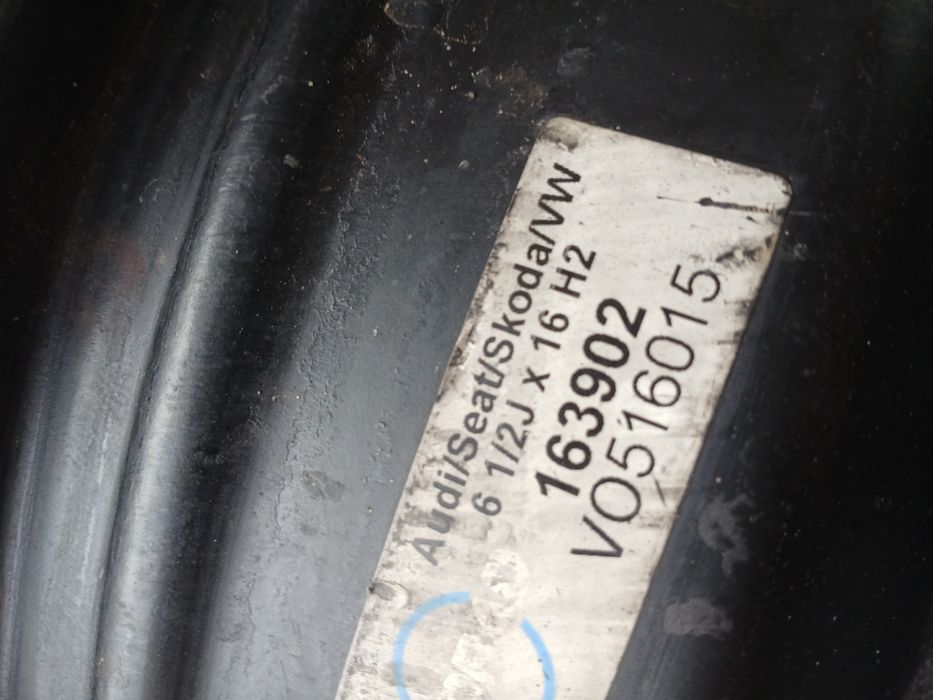 Audi/Seat/Skoda/VW
6 1/2J x 16 H2
163902
VO516015